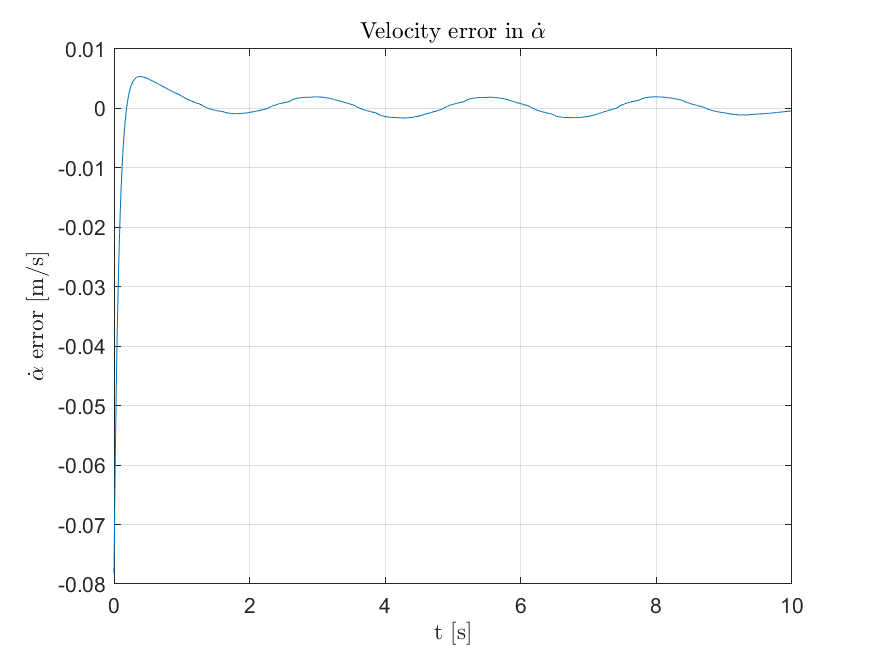 Velocity error in α̇
0.01
0
-0.01
-0.02
-0.03
-0.04
-0.05
-0.06
-0.07
-0.08
α̇ error [m/s]
0 2 4 6 8 10
t [s]